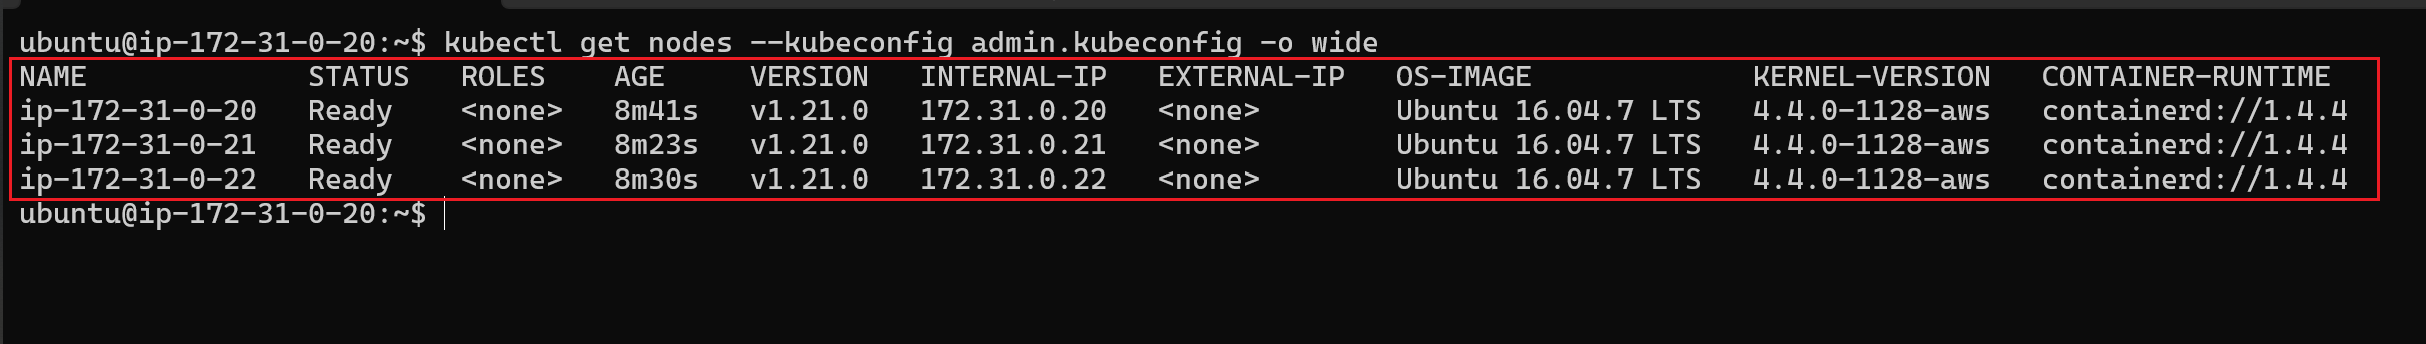 ubuntu@ip-172-31-0-20:~$ kubectl get nodes --kubeconfig admin.kubeconfig -o wide
NAME             STATUS   ROLES    AGE     VERSION   INTERNAL-IP   EXTERNAL-IP   OS-IMAGE             KERNEL-VERSION   CONTAINER-RUNTIME
ip-172-31-0-20   Ready    <none>   8m41s   v1.21.0   172.31.0.20   <none>        Ubuntu 16.04.7 LTS   4.4.0-1128-aws   containerd://1.4.4
ip-172-31-0-21   Ready    <none>   8m23s   v1.21.0   172.31.0.21   <none>        Ubuntu 16.04.7 LTS   4.4.0-1128-aws   containerd://1.4.4
ip-172-31-0-22   Ready    <none>   8m30s   v1.21.0   172.31.0.22   <none>        Ubuntu 16.04.7 LTS   4.4.0-1128-aws   containerd://1.4.4
ubuntu@ip-172-31-0-20:~$